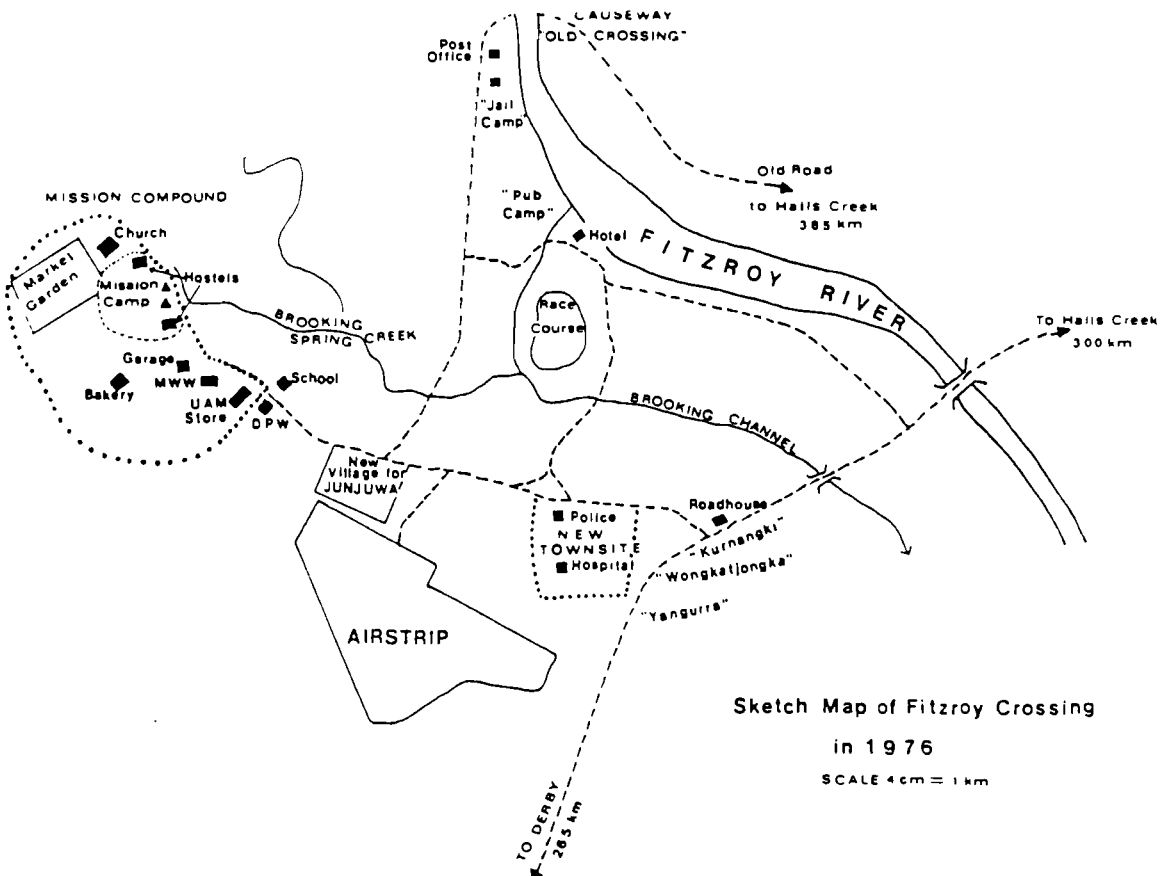 CAUSEWAY
"OLD CROSSING"
Post
Office
"Jail
Camp"
Old Road
to Halls Creek
385 km
MISSION COMPOUND
"Pub
Camp"
Church
Hotel
FITZROY RIVER
Market
Garden
Hostels
Mission
Camp
Race
Course
BROOKING
SPRING CREEK
To Halls Creek
300 km
Garage
MWW
School
Bakery
UAM
Store
DPW
BROOKING CHANNEL
New
Village for
JUNJUWA
Roadhouse
Police
NEW
TOWNSITE
Hospital
"Kurnangki"
"Wongkatjongka"
"Yangurra"
AIRSTRIP
Sketch Map of Fitzroy Crossing
in 1976
SCALE 4cm = 1 km
TO DERBY
265 km